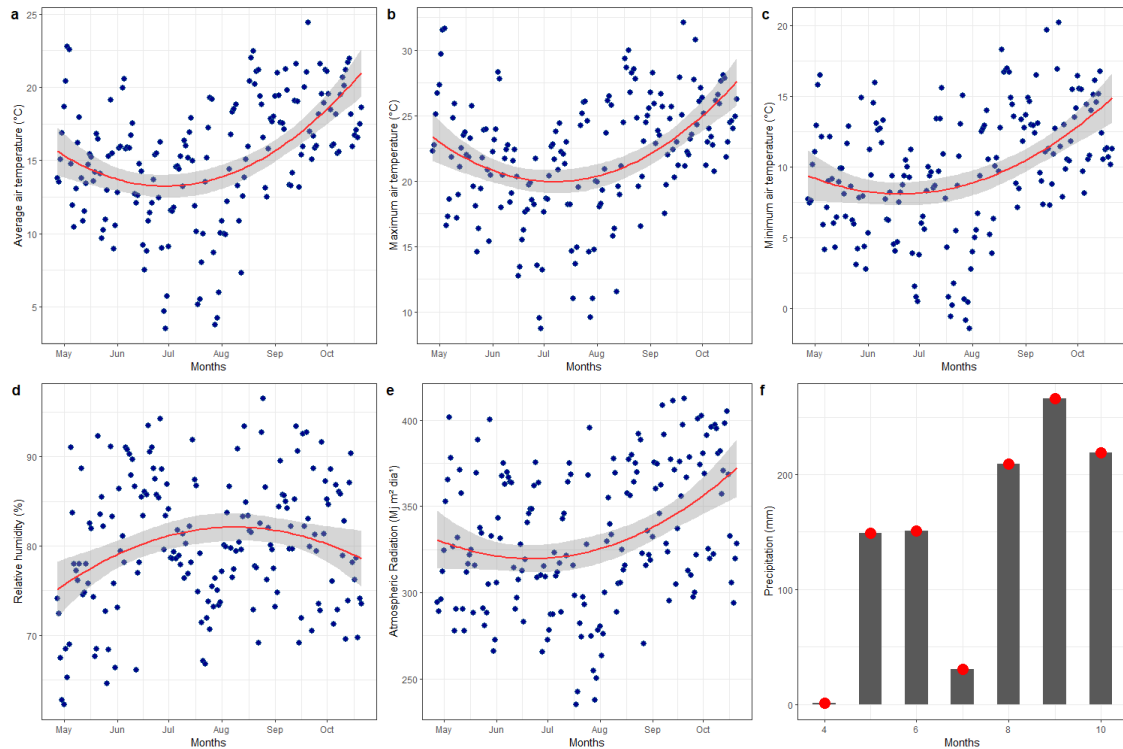 a
Average air temperature (°C)
25
20
15
10
5
May Jun Jul Aug Sep Oct
Months
b
Maximum air temperature (°C)
30
25
20
15
10
May Jun Jul Aug Sep Oct
Months
c
Minimum air temperature (°C)
20
15
10
5
0
May Jun Jul Aug Sep Oct
Months
d
Relative rhumidity (%)
90
80
70
May Jun Jul Aug Sep Oct
Months
e
Atmospheric Radiation (Mj m² dia¹)
400
350
300
250
May Jun Jul Aug Sep Oct
Months
f
Precipitation (mm)
200
100
0
4 6 8 10
Months